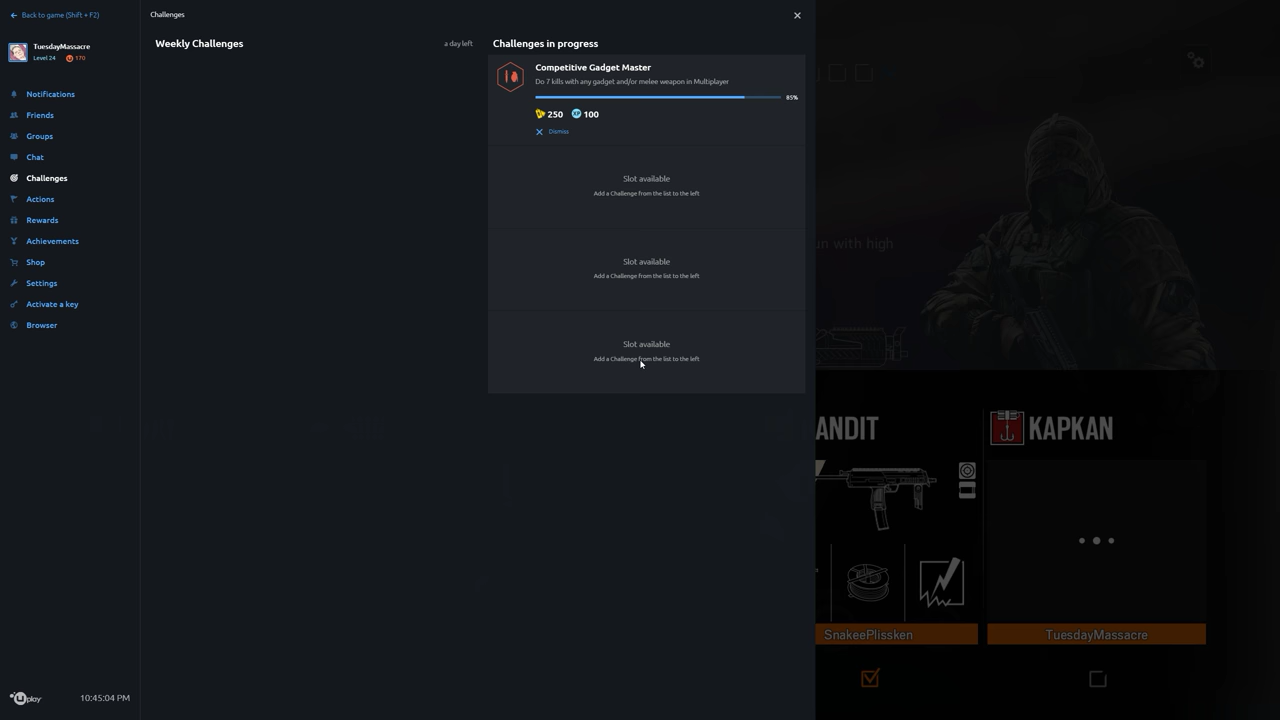 Back to game (Shift + F2)
TuesdayMassacre
Level 24
170
Notifications
Friends
Groups
Chat
Challenges
Actions
Rewards
Achievements
Shop
Settings
Activate a key
Browser
uplay
10:45:04 PM
Challenges
Weekly Challenges
a day left
Challenges in progress
Competitive Gadget Master
Do 7 kills with any gadget and/or melee weapon in Multiplayer
85%
250
XP 100
Dismiss
Slot available
Add a Challenge from the list to the left
Slot available
Add a Challenge from the list to the left
Slot available
Add a Challenge from the list to the left
un with high
ANDIT
KAPKAN
SnakeePlissken
TuesdayMassacre